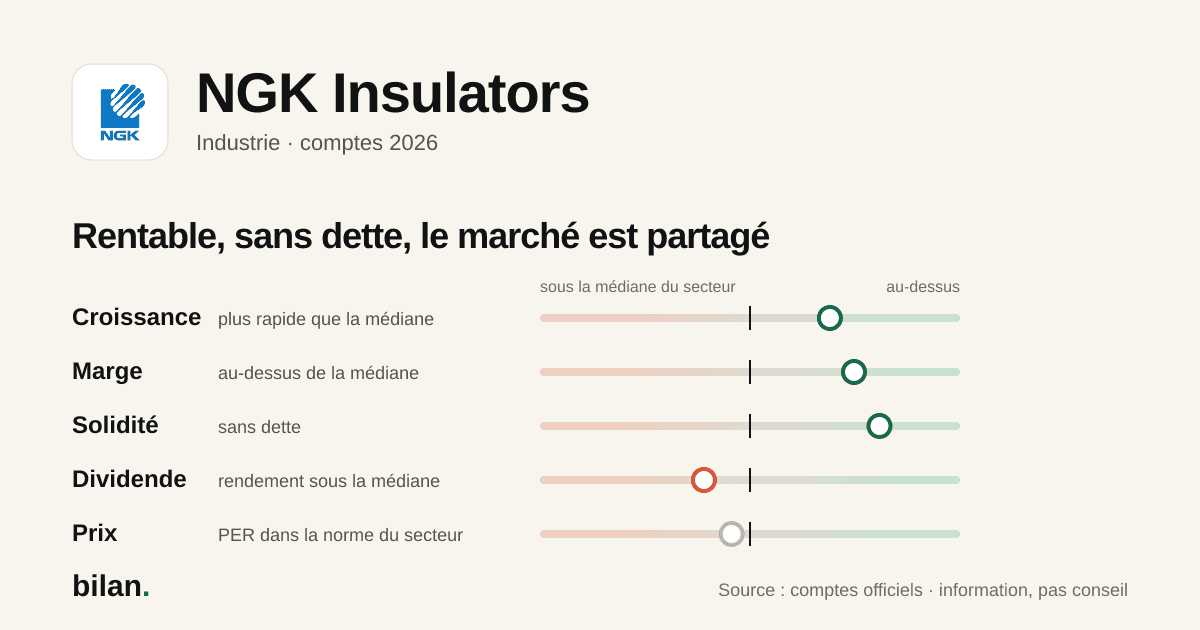 NGK
NGK Insulators
Industrie · comptes 2026
Rentable, sans dette, le marché est partagé
sous la médiane du secteur au-dessus
Croissance plus rapide que la médiane
Marge au-dessus de la médiane
Solidité sans dette
Dividende rendement sous la médiane
Prix PER dans la norme du secteur
bilan.
Source : comptes officiels · information, pas conseil